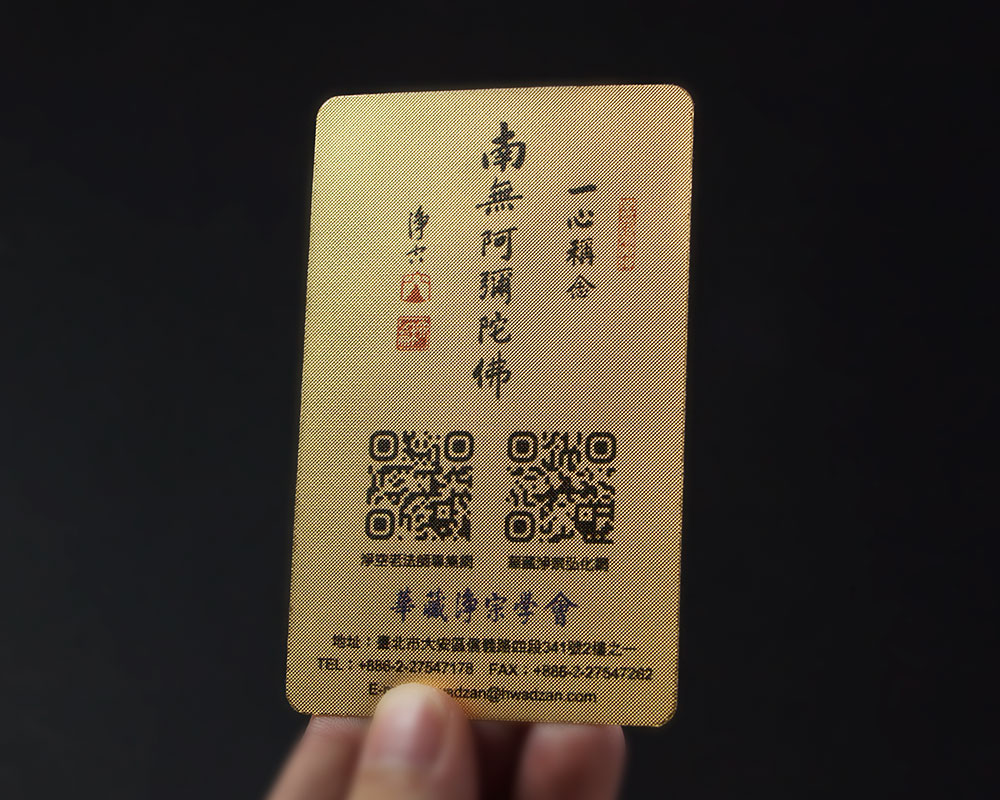 一心稱念
南無阿彌陀佛
淨空
淨空老法師專集網
華藏淨宗弘化網
華藏淨宗學會
地址：臺北市大安區信義路四段341號2樓之一
TEL：+886-2-27547178 FAX：+886-2-27547262
adzan@hwadzan.com